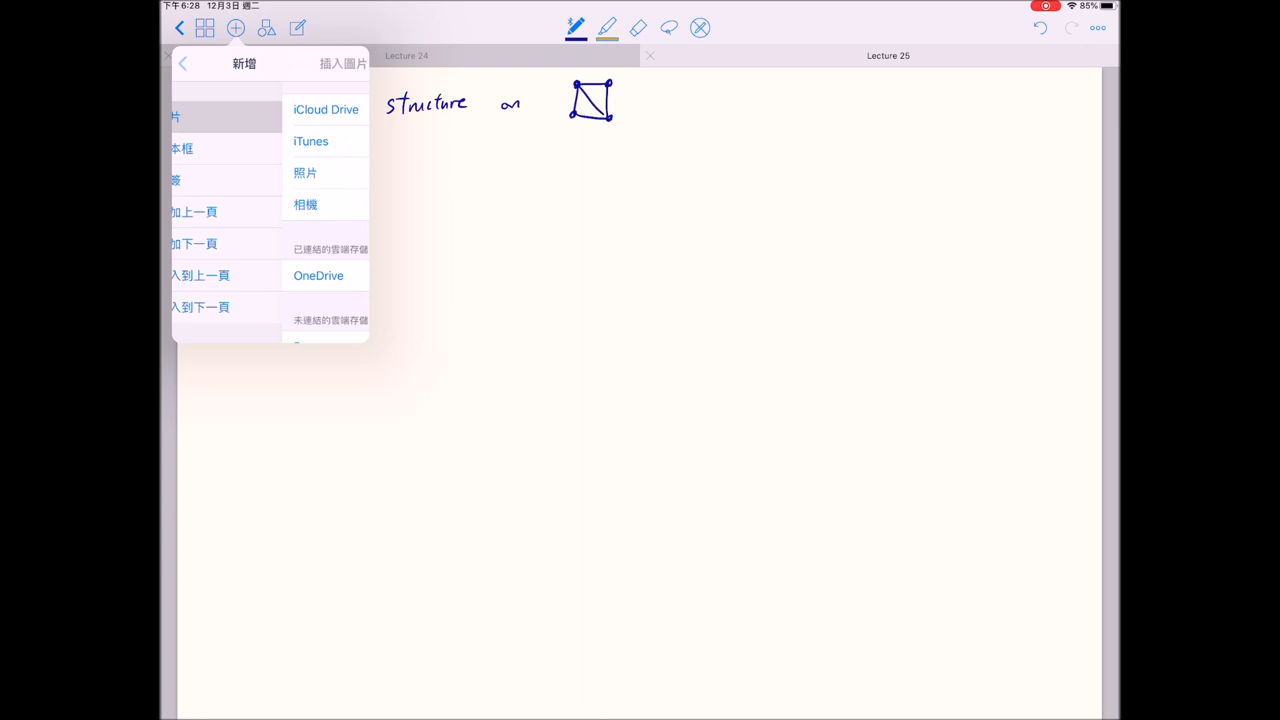 下午6:28 12月3日 週二
85%
Lecture 24
Lecture 25
新增
插入圖片
片
本框
簽
加上一頁
加下一頁
入到上一頁
入到下一頁
iCloud Drive
iTunes
照片
相機
已連結的雲端存儲
OneDrive
未連結的雲端存儲
structure on